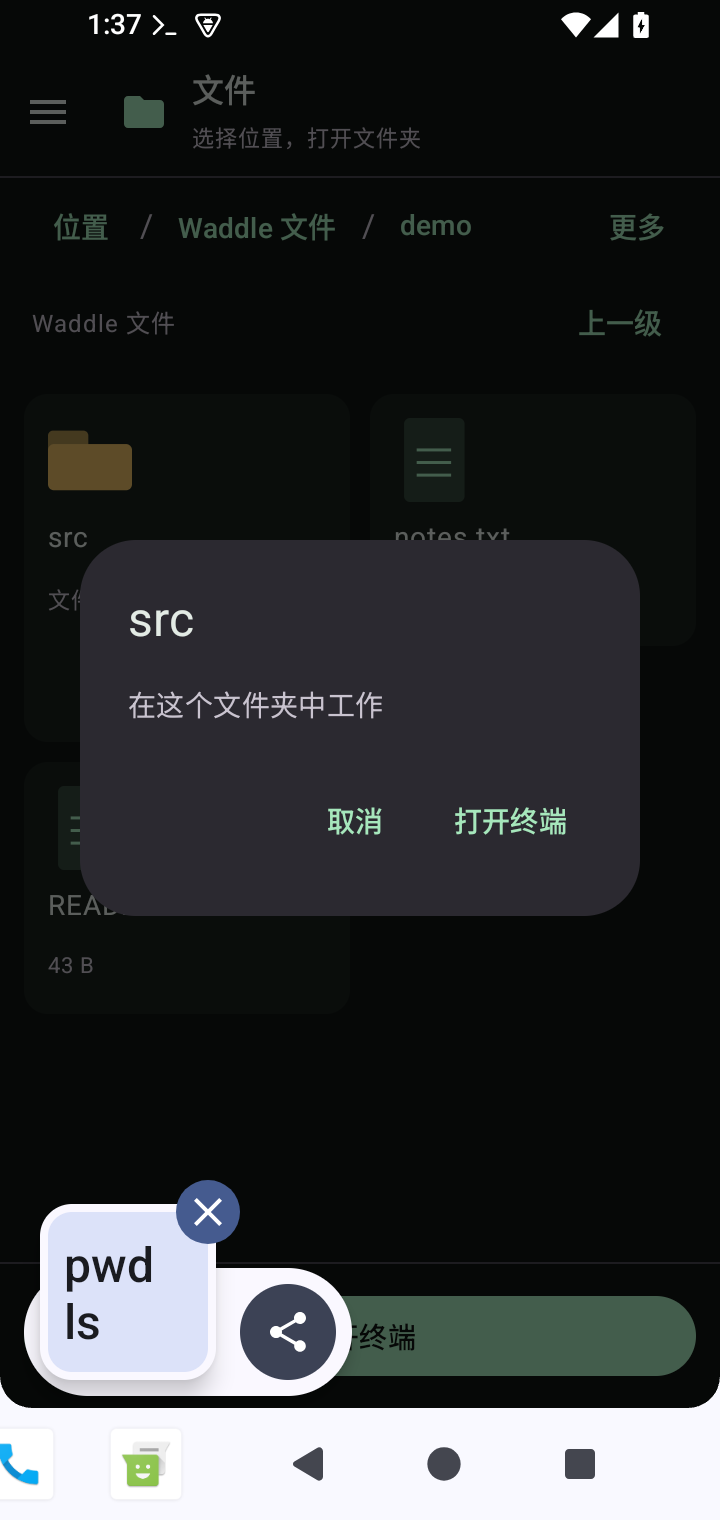 1:37
文件
选择位置，打开文件夹
位置 / Waddle 文件 / demo 更多
Waddle 文件 上一级
src
notes.txt
src
在这个文件夹中工作
取消 打开终端
43 B
pwd
ls
终端